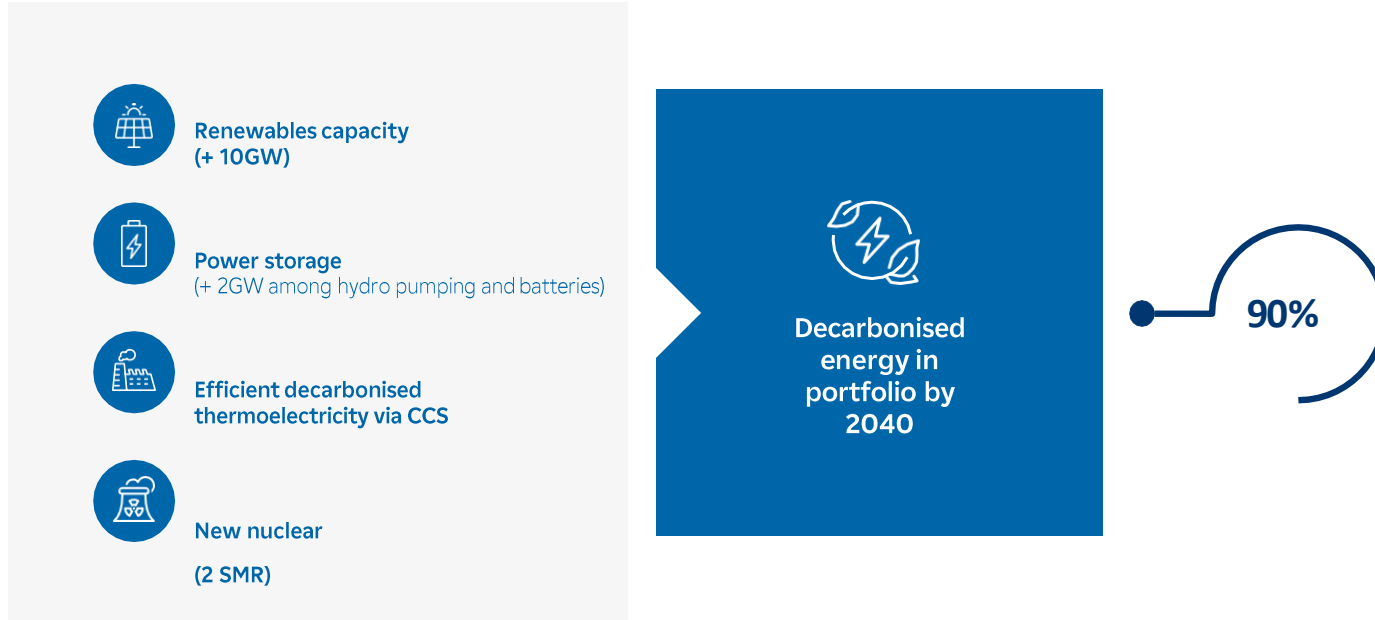 Renewables capacity
(+ 10GW)
Power storage
(+ 2GW among hydro pumping and batteries)
Efficient decarbonised
thermoelectricity via CCS
New nuclear
(2 SMR)
Decarbonised
energy in
portfolio by
2040
90%